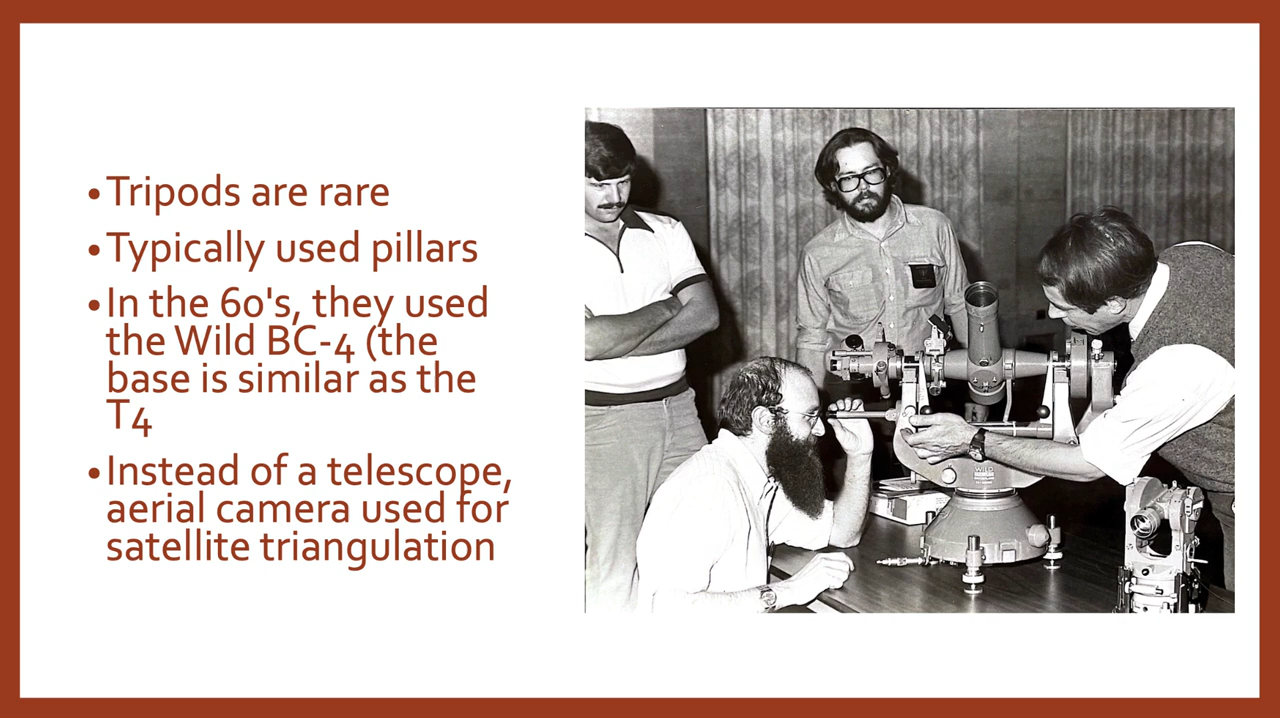 •Tripods are rare
•Typically used pillars
•In the 60's, they used
the Wild BC-4 (the
base is similar as the
T4
•Instead of a telescope,
aerial camera used for
satellite triangulation
WILD